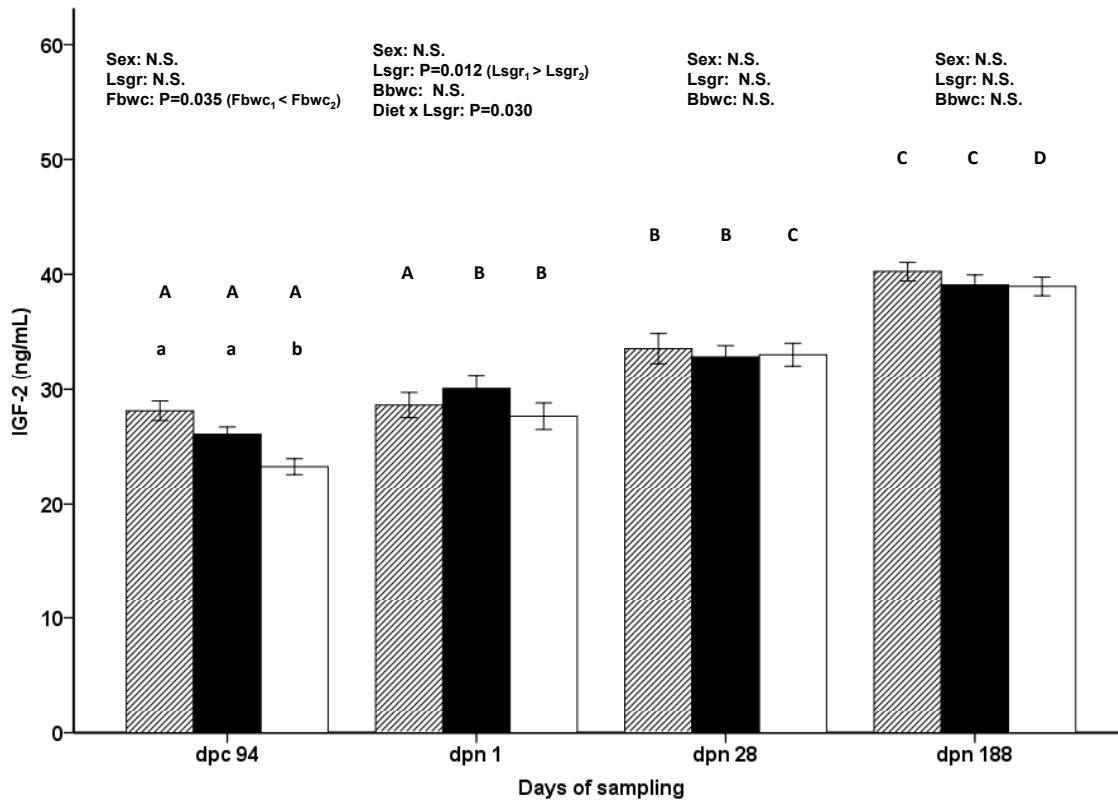 60
50
40
30
20
10
0
IGF-2 (ng/mL)
Sex: N.S.
Lsgr: N.S.
Fbwc: P=0.035 (Fbwc₁ < Fbwc₂)
Sex: N.S.
Lsgr: P=0.012 (Lsgr₁ > Lsgr₂)
Bbwc: N.S.
Diet x Lsgr: P=0.030
Sex: N.S.
Lsgr: N.S.
Bbwc: N.S.
Sex: N.S.
Lsgr: N.S.
Bbwc: N.S.
A A A
a a b
A B B
B B C
C C D
dpc 94 dpn 1 dpn 28 dpn 188
Days of sampling